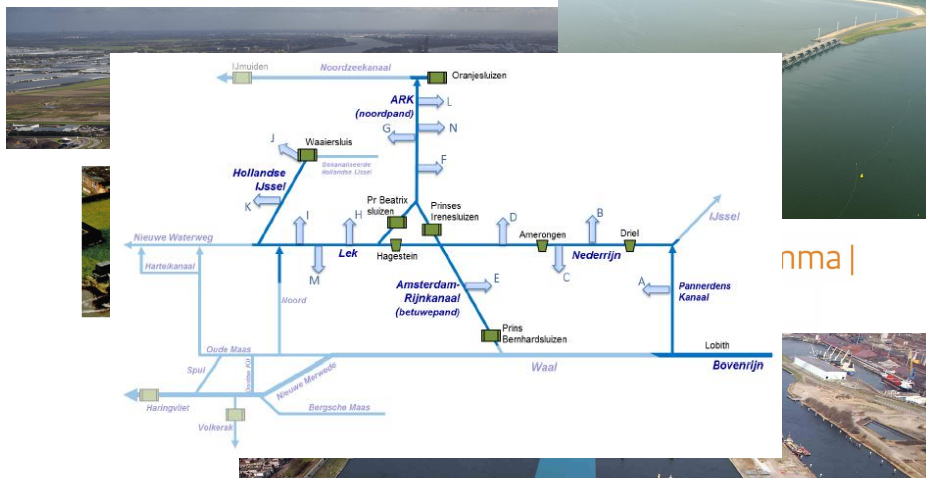 IJmuiden
Noordzeekanaal
Oranjesluizen
ARK
(noordpand)
L
N
G
F
J
Waaiersluis
Gekanaliseerde
Hollandse IJssel
Hollandse
IJssel
K
Pr Beatrix
sluizen
Prinses
Irenesluizen
I
H
D
B
IJssel
Nieuwe Waterweg
Amerongen
Driel
Lek
Hagestein
Nederrijn
Hartelkanaal
M
C
nma |
Noord
Amsterdam-
Rijnkanaal
(betuwepand)
E
A
Pannerdens
Kanaal
Prins
Bernhardsluizen
Oude Maas
Lobith
Spui
Waal
Bovenrijn
Nieuwe Merwede
Haringvliet
Bergsche Maas
Volkerak